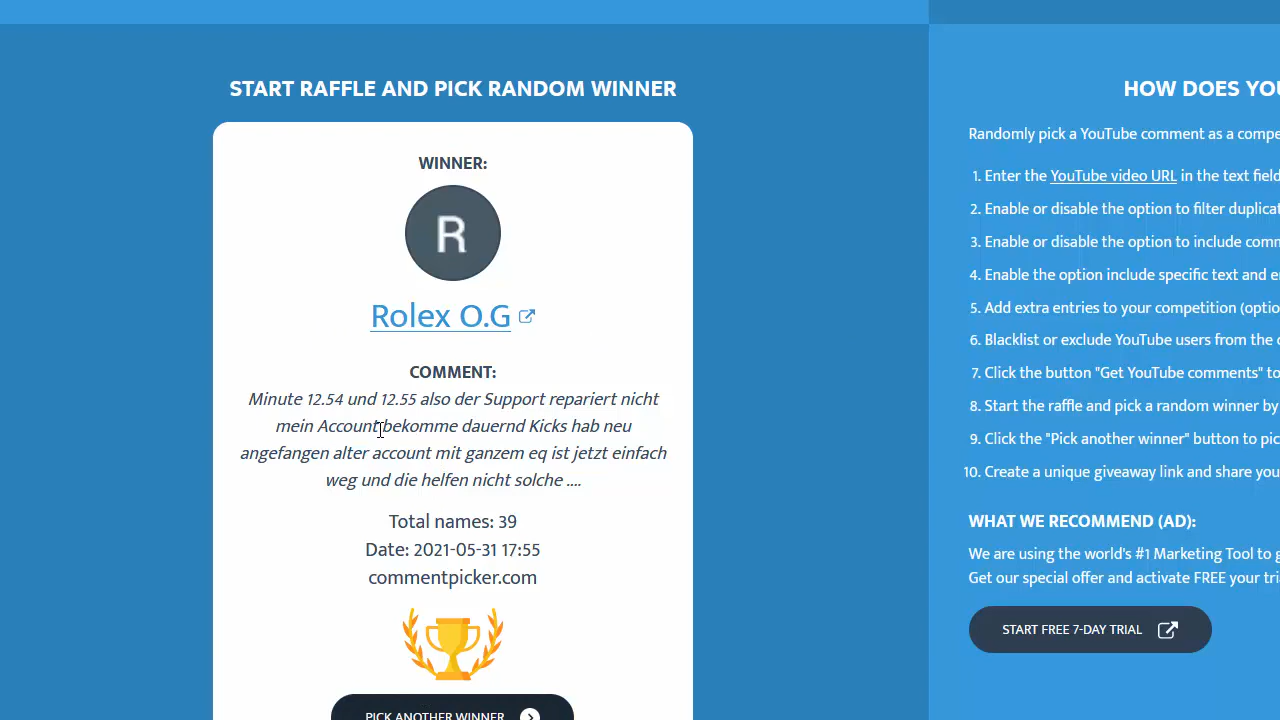 START RAFFLE AND PICK RANDOM WINNER
WINNER:
R
Rolex O.G
COMMENT:
Minute 12.54 und 12.55 also der Support repariert nicht
mein Account bekomme dauernd Kicks hab neu
angefangen alter account mit ganzem eq ist jetzt einfach
weg und die helfen nicht solche ....
Total names: 39
Date: 2021-05-31 17:55
commentpicker.com
PICK ANOTHER WINNER
HOW DOES YOU
Randomly pick a YouTube comment as a compe
1. Enter the YouTube video URL in the text field
2. Enable or disable the option to filter duplicat
3. Enable or disable the option to include comm
4. Enable the option include specific text and e
5. Add extra entries to your competition (optio
6. Blacklist or exclude YouTube users from the
7. Click the button "Get YouTube comments" to
8. Start the raffle and pick a random winner by
9. Click the "Pick another winner" button to pic
10. Create a unique giveaway link and share you
WHAT WE RECOMMEND (AD):
We are using the world's #1 Marketing Tool to g
Get our special offer and activate FREE your tri
START FREE 7-DAY TRIAL